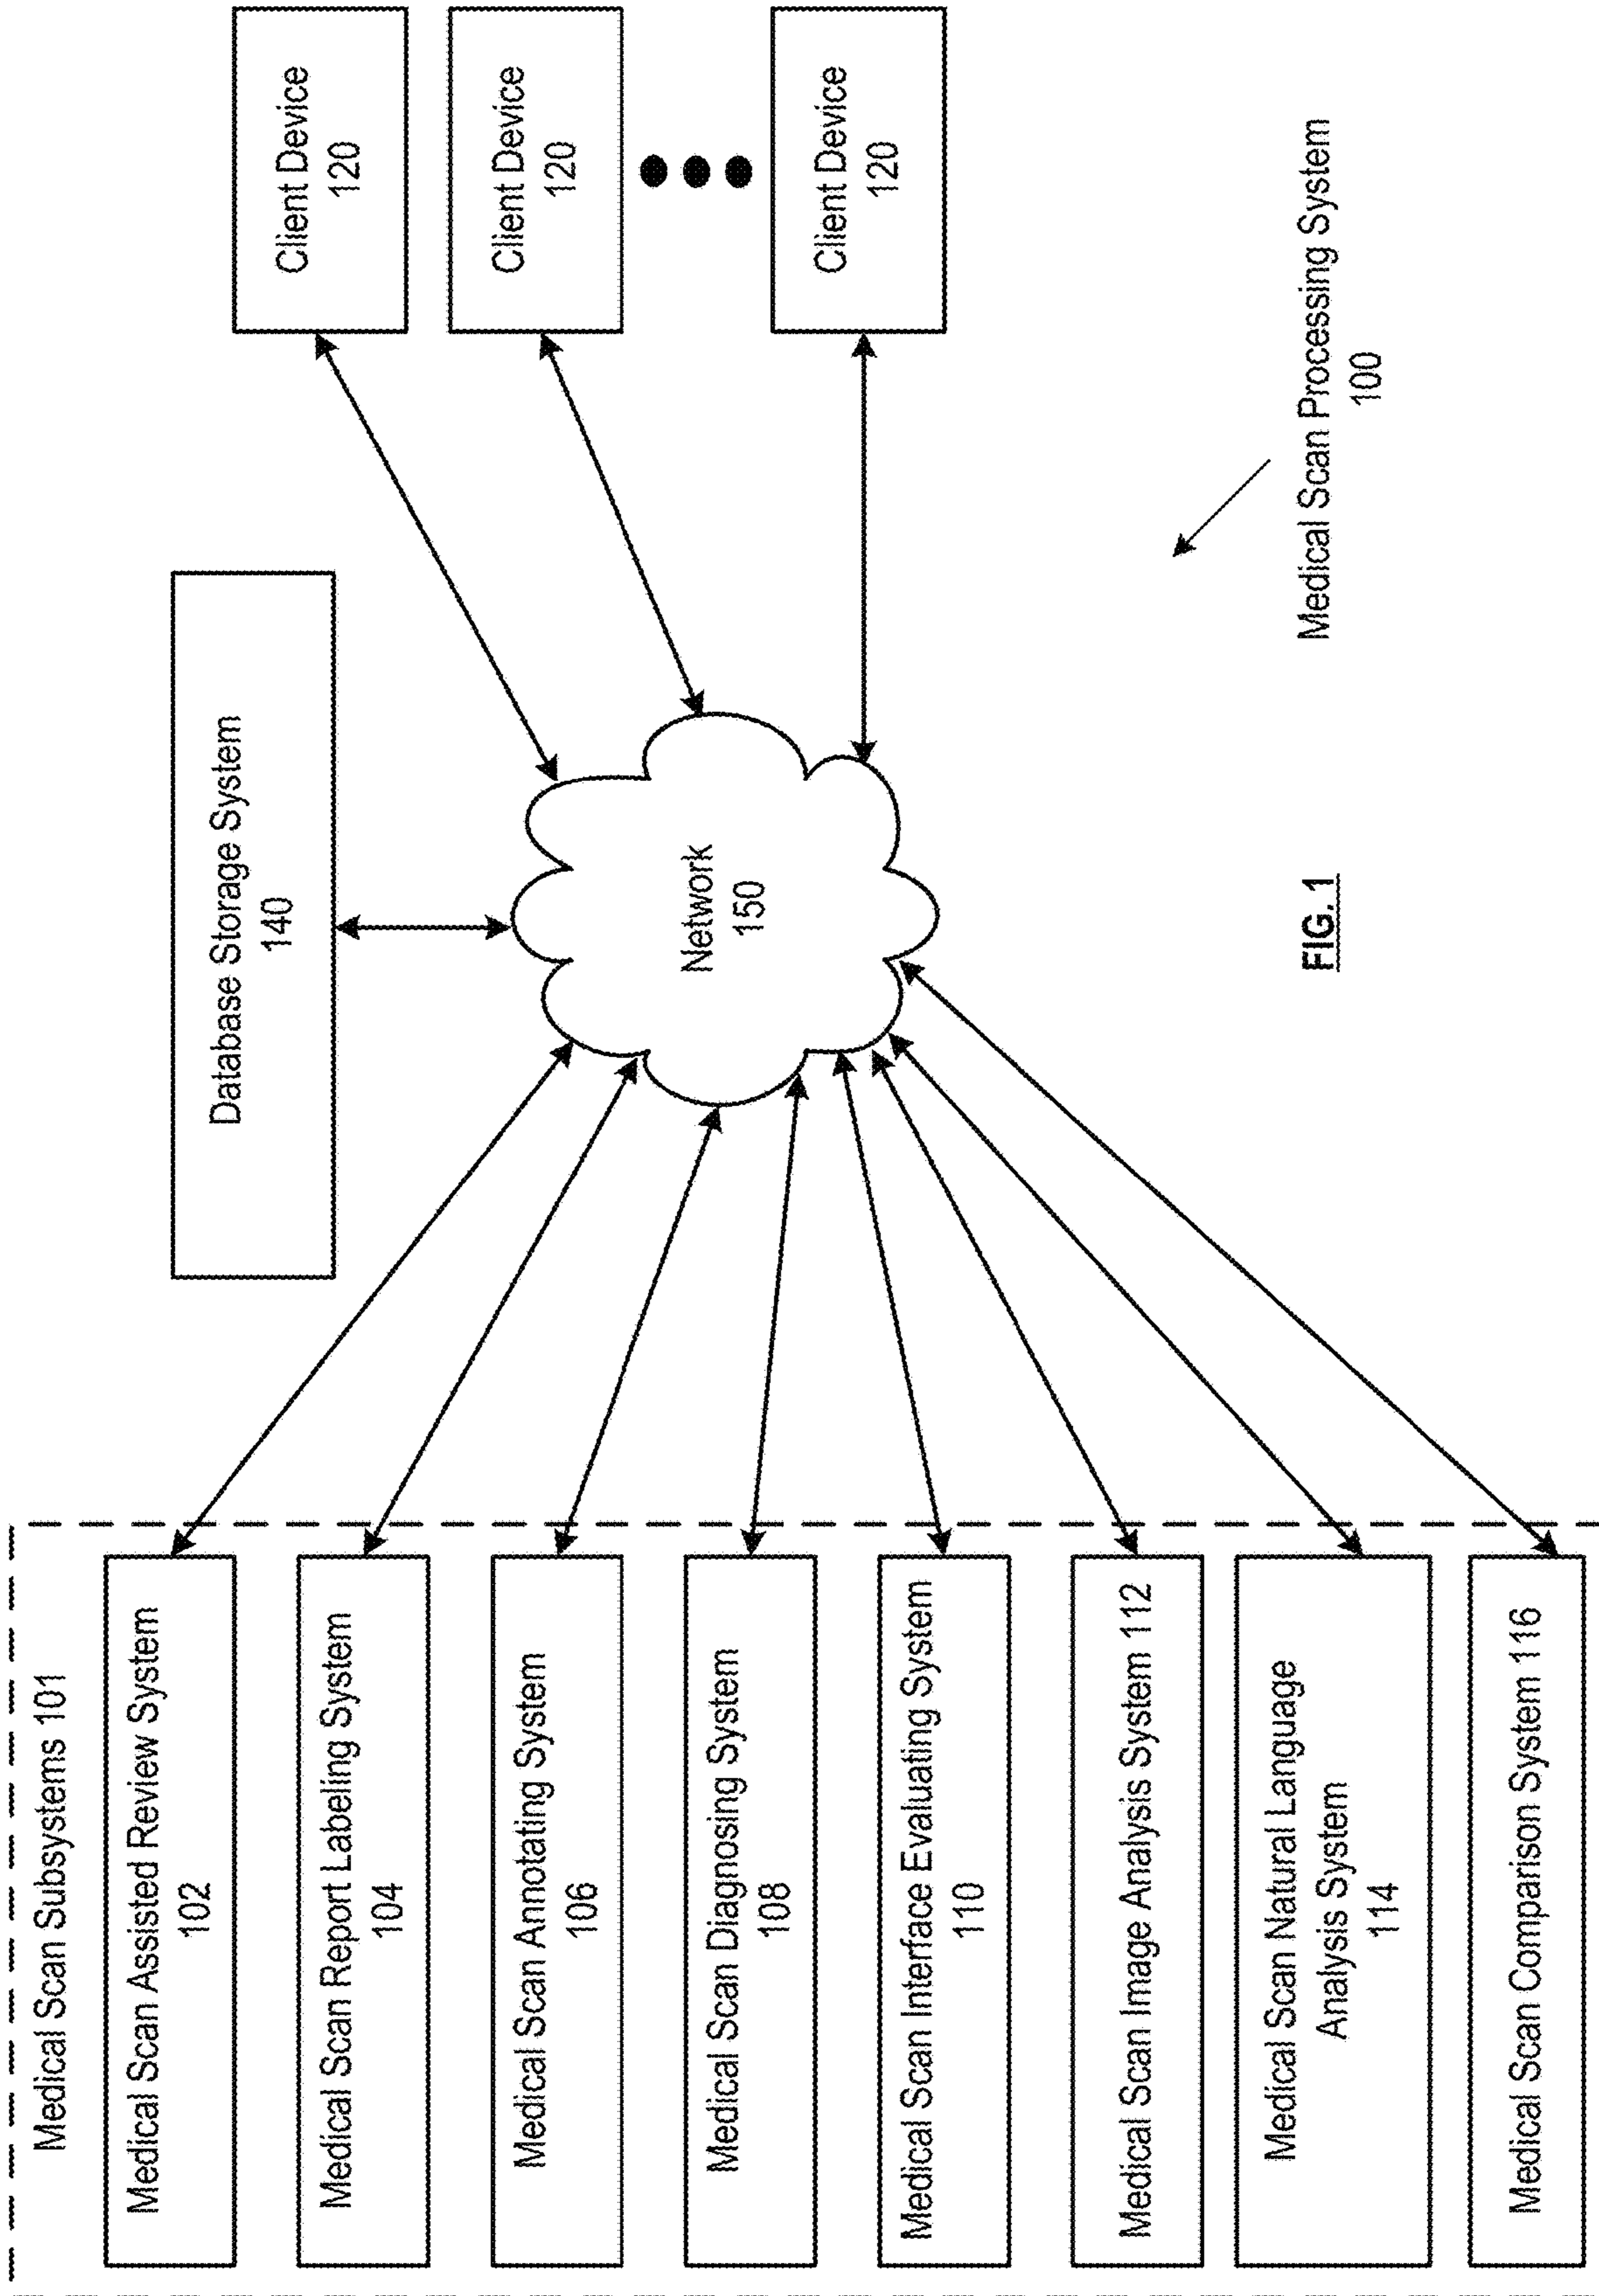 Medical Scan Subsystems 101
Medical Scan Assisted Review System
102
Medical Scan Report Labeling System
104
Medical Scan Annotating System
106
Medical Scan Diagnosing System
108
Medical Scan Interface Evaluating System
110
Medical Scan Image Analysis System 112
Medical Scan Natural Language
Analysis System
114
Medical Scan Comparison System 116
Database Storage System
140
Network
150
Client Device
120
Client Device
120
Client Device
120
Medical Scan Processing System
100
FIG. 1